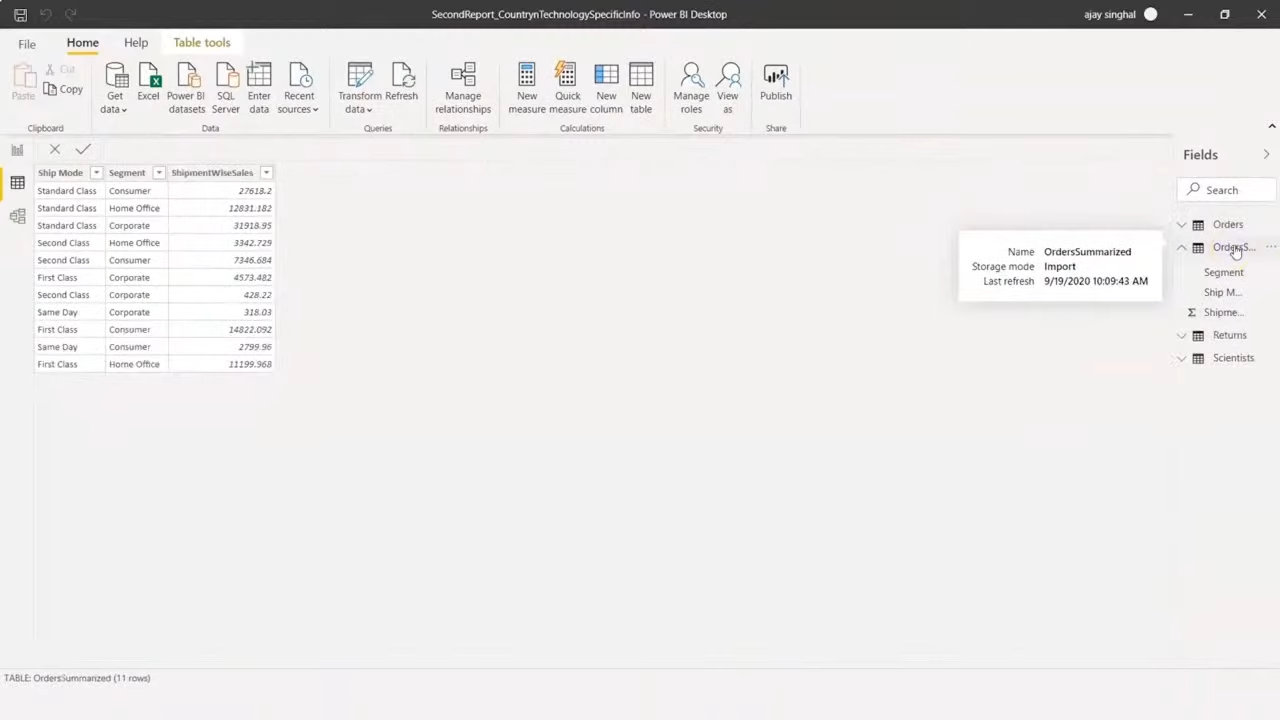 SecondReport_CountrynTechnologySpecificInfo - Power BI Desktop
ajay singhal
File
Home
Help
Table tools
Paste
Cut
Copy
Clipboard
Get data
Excel
Power BI datasets
SQL Server
Enter data
Recent sources
Data
Transform data
Refresh
Queries
Manage relationships
Relationships
New measure
Quick measure
New column
New table
Calculations
Manage roles
View as
Security
Publish
Share
Ship Mode Segment ShipmentWiseSales
Standard Class Consumer 27618.2
Standard Class Home Office 12831.182
Standard Class Corporate 31918.95
Second Class Home Office 3342.729
Second Class Consumer 7346.684
First Class Corporate 4573.482
Second Class Corporate 428.22
Same Day Corporate 318.03
First Class Consumer 14822.092
Same Day Consumer 2799.96
First Class Home Office 11199.968
Name OrdersSummarized
Storage mode Import
Last refresh 9/19/2020 10:09:43 AM
Fields
Search
Orders
OrdersS...
Segment
Ship M...
Σ Shipme...
Returns
Scientists
TABLE: OrdersSummarized (11 rows)